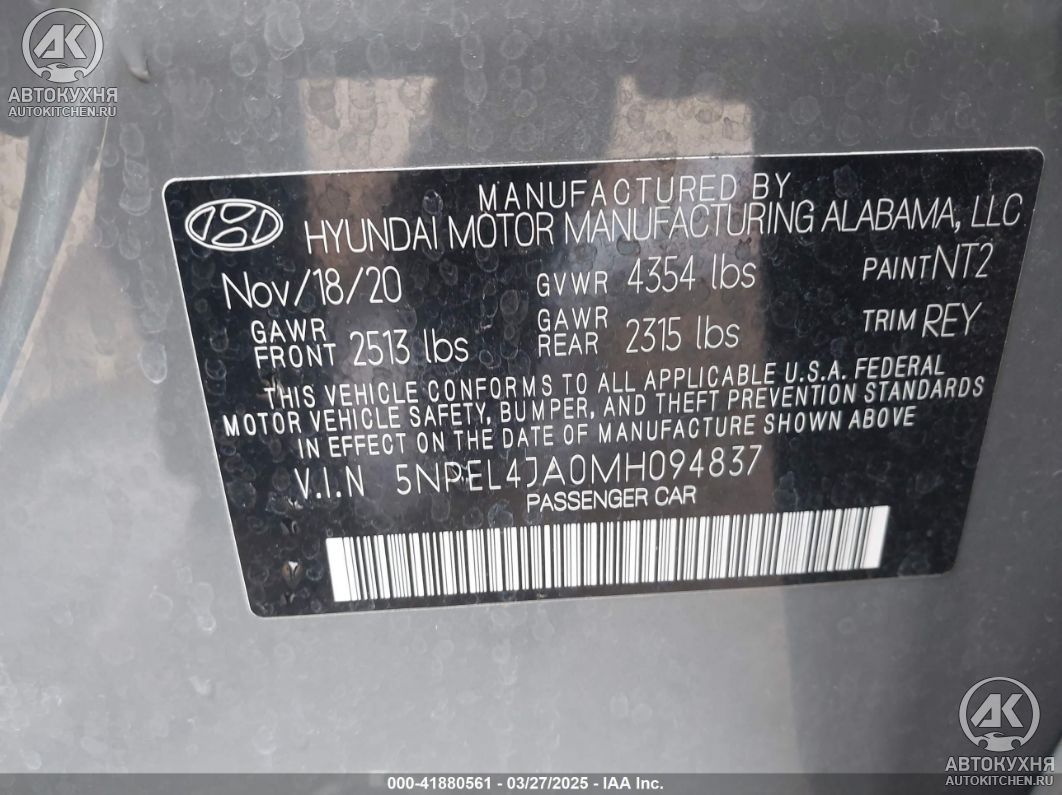 AK
АВТОКУХНЯ
AUTOKITCHEN.RU
MANUFACTURED BY
HYUNDAI MOTOR MANUFACTURING ALABAMA, LLC
Nov/18/20 GVWR 4354 lbs PAINT NT2
GAWR FRONT 2513 lbs GAWR REAR 2315 lbs TRIM REY
THIS VEHICLE CONFORMS TO ALL APPLICABLE U.S.A. FEDERAL
MOTOR VEHICLE SAFETY, BUMPER, AND THEFT PREVENTION STANDARDS
IN EFFECT ON THE DATE OF MANUFACTURE SHOWN ABOVE
V.I.N 5NPEL4JA0MH094837
PASSENGER CAR
AK
АВТОКУХНЯ
AUTOKITCHEN.RU
000-41880561 - 03/27/2025 - IAA Inc.